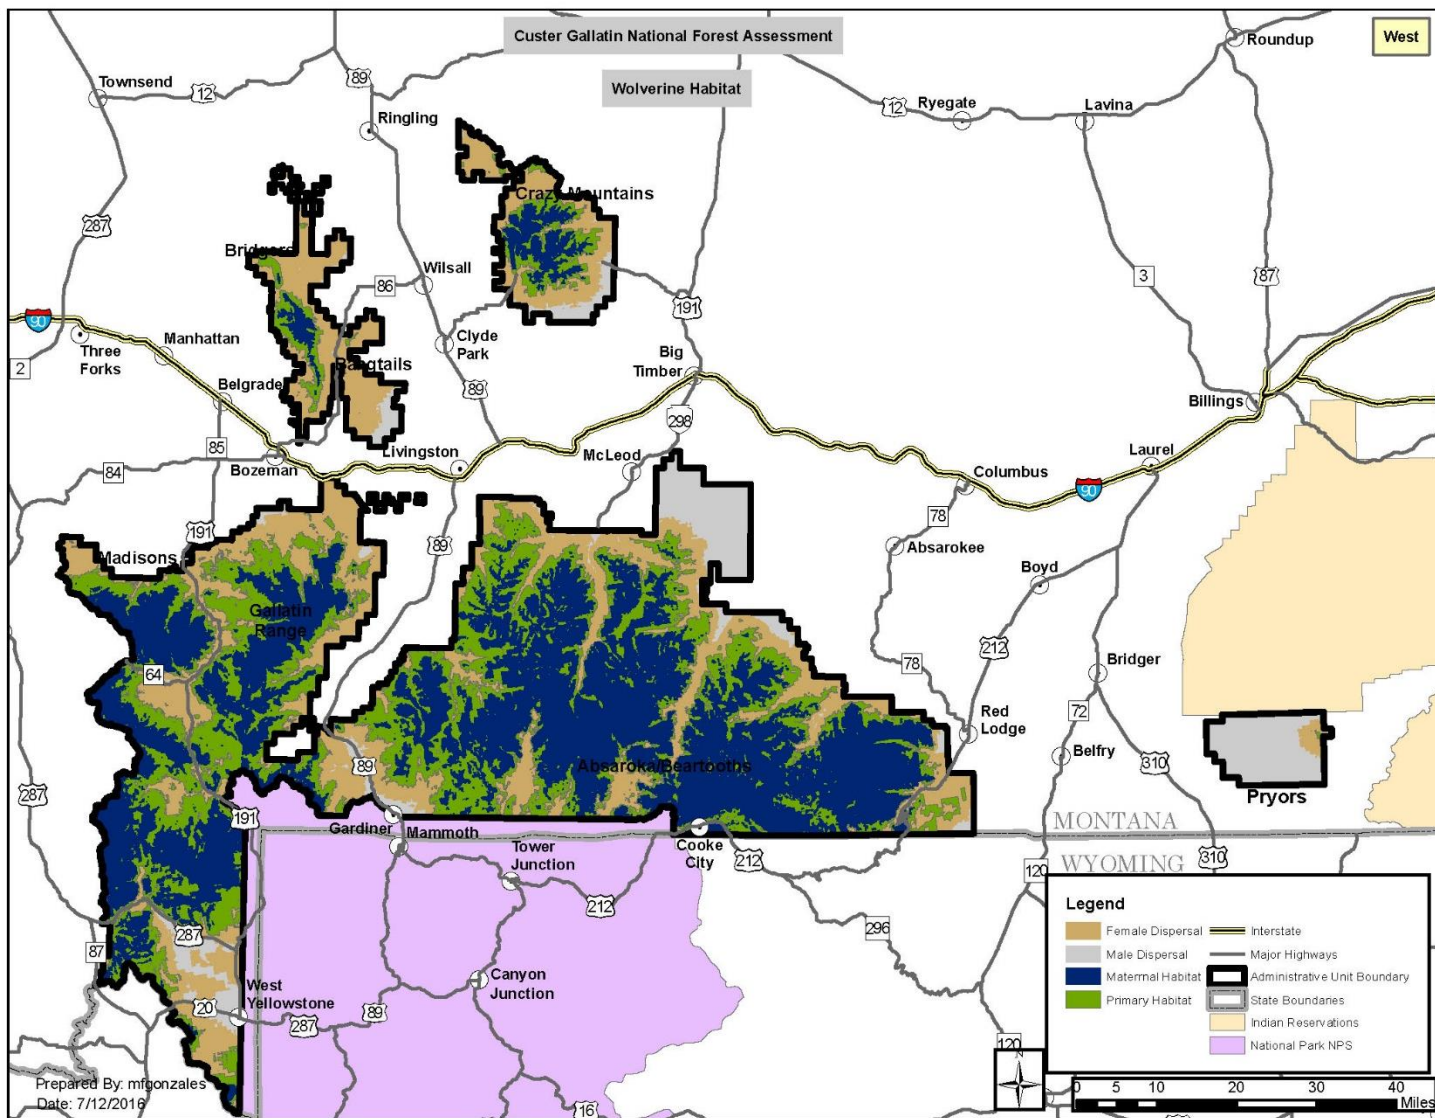 Custer Gallatin National Forest Assessment
West
Wolverine Habitat
Roundup
Townsend
89
12
Ringling
12
Ryegate
Lavina
Crazy Mountains
287
Bridgers
Wilsall
86
3
87
191
90
Three
Forks
Manhattan
Clyde
Park
2
Bangtails
Big
Timber
Belgrade
89
Billings
298
85
Livingston
McLeod
Laurel
84
Bozeman
Columbus
90
78
191
89
Absarokee
Madisons
Boyd
Gallatin
Range
212
64
78
Bridger
72
Red
Lodge
Belfry
310
89
Absaroka/Beartooths
287
Pryors
191
Gardiner
Mammoth
MONTANA
Tower
Junction
Cooke
City
212
WYOMING
310
120
212
287
296
87
Canyon
Junction
West
Yellowstone
20
287
89
120
16
Legend
Female Dispersal
Male Dispersal
Maternal Habitat
Primary Habitat
Interstate
Major Highways
Administrative Unit Boundary
State Boundaries
Indian Reservations
National Park NPS
N
0 5 10 20 30 40
Miles
Prepared By: mfgonzales
Date: 7/12/2016